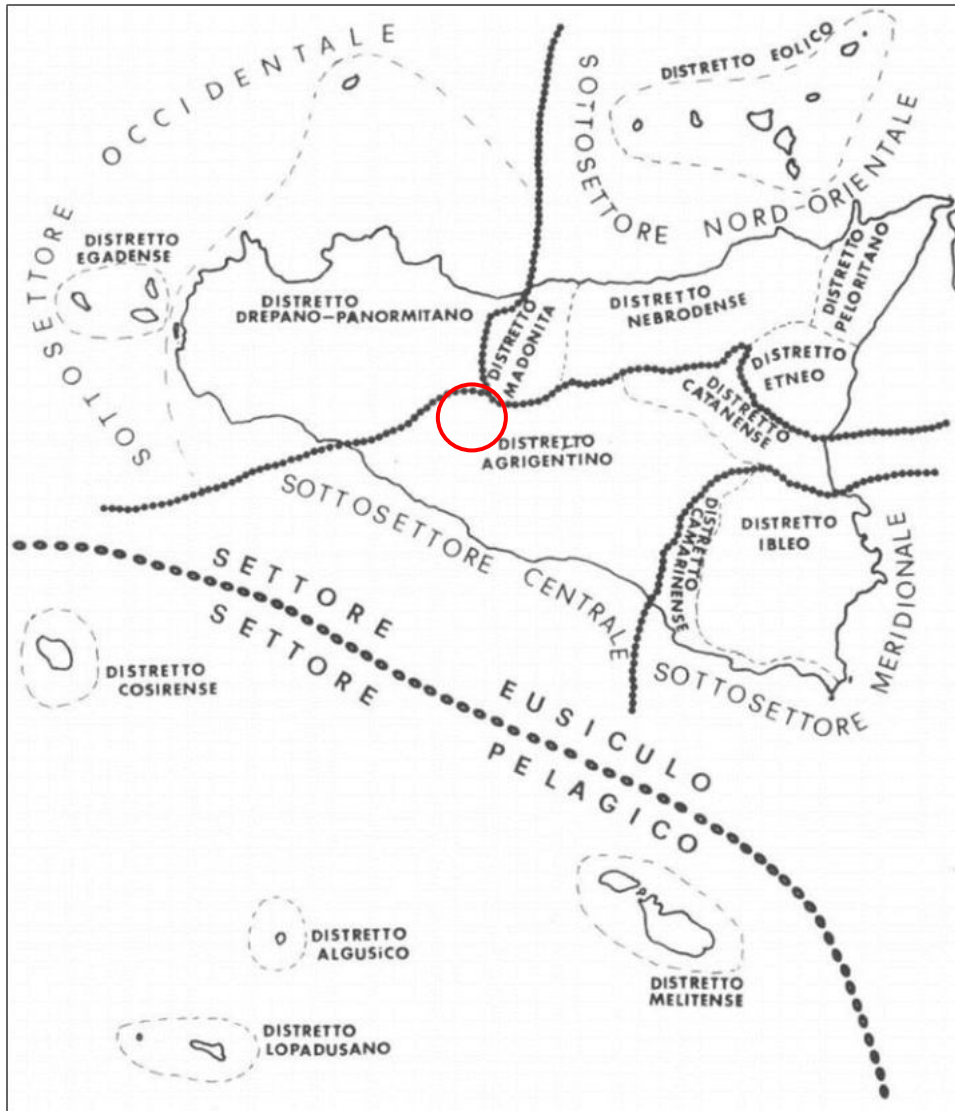 SOTTOSETTORE OCCIDENTALE
SOTTOSETTORE NORD-ORIENTALE
DISTRETTO EOLICO
DISTRETTO
EGADENSE
DISTRETTO
DREPANO-PANORMITANO
DISTRETTO
MADONITA
DISTRETTO
NEBRODENSE
DISTRETTO
PELORITANO
DISTRETTO
ETNEO
DISTRETTO
CATANENSE
DISTRETTO
AGRIGENTINO
SOTTOSETTORE CENTRALE
DISTRETTO
CAMARINENSE
DISTRETTO
IBLEO
SOTTOSETTORE MERIDIONALE
SETTORE EUSICULO
SETTORE PELAGICO
DISTRETTO
COSIRENSE
DISTRETTO
ALGUSiCO
DISTRETTO
MELITENSE
DISTRETTO
LOPADUSANO